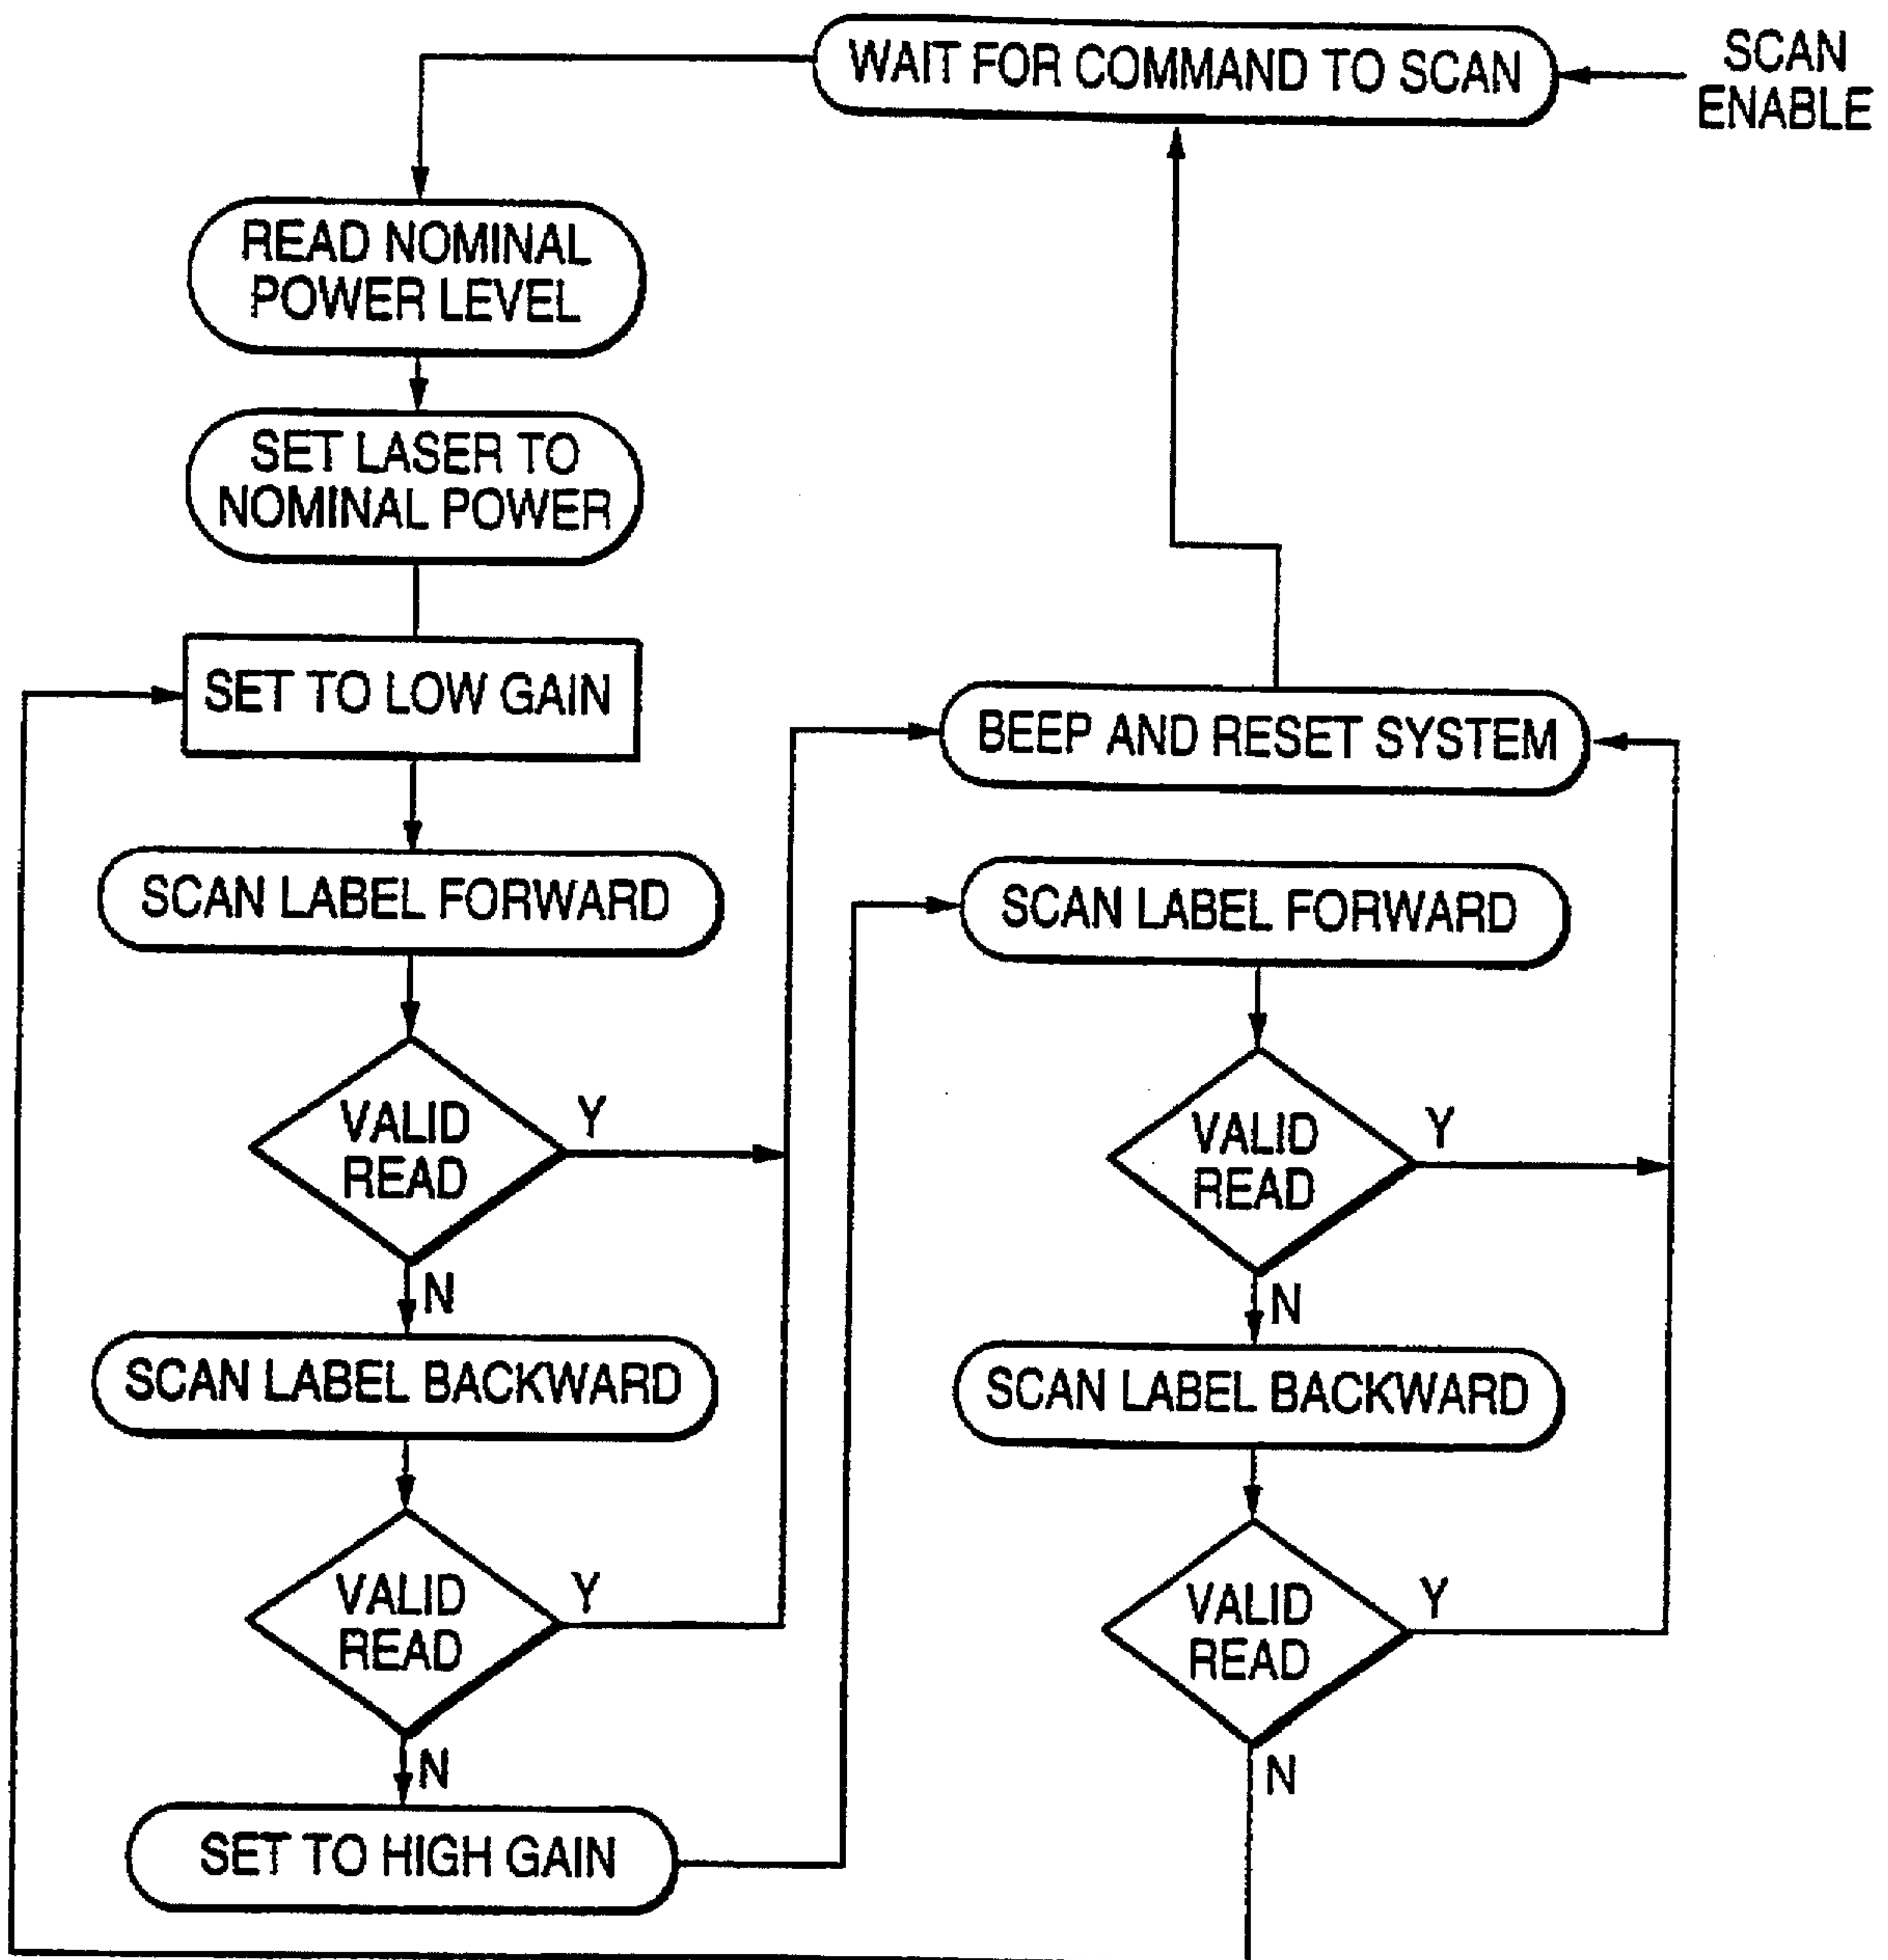 WAIT FOR COMMAND TO SCAN
SCAN
ENABLE
READ NOMINAL
POWER LEVEL
SET LASER TO
NOMINAL POWER
SET TO LOW GAIN
BEEP AND RESET SYSTEM
SCAN LABEL FORWARD
SCAN LABEL FORWARD
VALID
READ
Y
N
VALID
READ
Y
N
SCAN LABEL BACKWARD
SCAN LABEL BACKWARD
VALID
READ
Y
N
VALID
READ
Y
N
SET TO HIGH GAIN